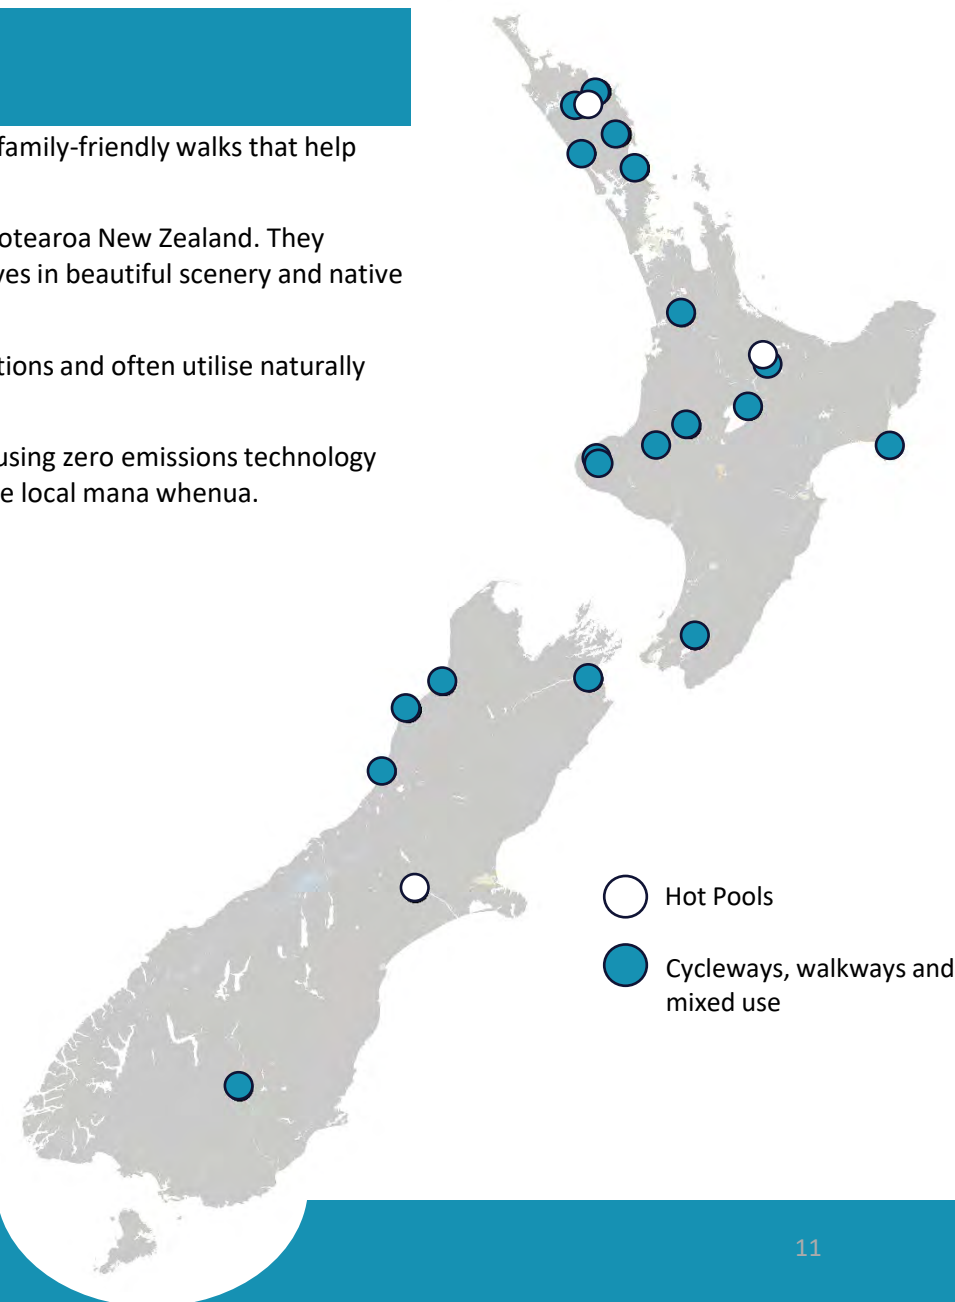 family-friendly walks that help
otearoa New Zealand. They
ves in beautiful scenery and native
tions and often utilise naturally
using zero emissions technology
e local mana whenua.
Hot Pools
Cycleways, walkways and
mixed use
11